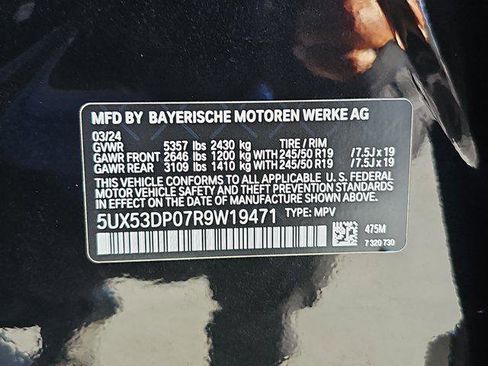 MFD BY BAYERISCHE MOTOREN WERKE AG
03/24
GVWR 5357 lbs 2430 kg TIRE / RIM
GAWR FRONT 2646 lbs 1200 kg WITH 245/50 R19 /7.5J x 19
GAWR REAR 3109 lbs 1410 kg WITH 245/50 R19 /7.5J x 19
THIS VEHICLE CONFORMS TO ALL APPLICABLE U. S. FEDERAL
MOTOR VEHICLE SAFETY AND THEFT PREVENTION STANDARDS
IN EFFECT ON THE DATE OF MANUFACTURE SHOWN ABOVE.
5UX53DP07R9W19471 TYPE: MPV
475M
7 320 730